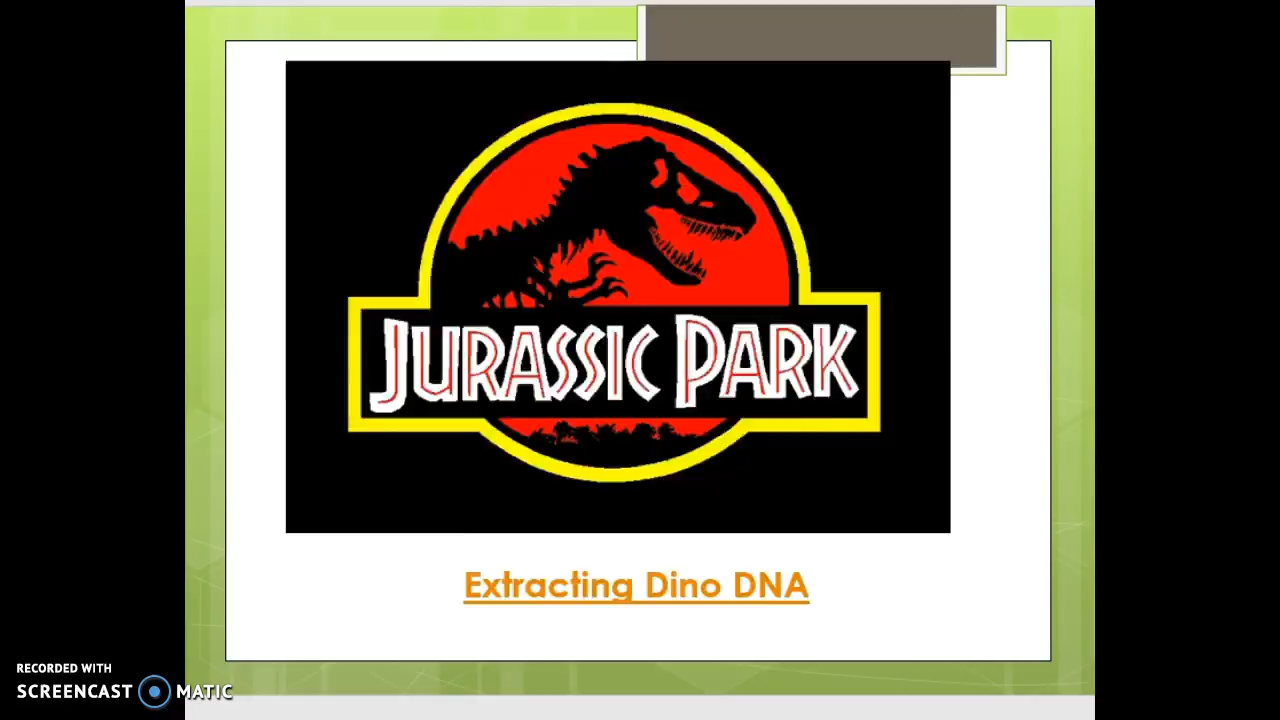 JURASSIC PARK
Extracting Dino DNA
RECORDED WITH
SCREENCAST MATIC